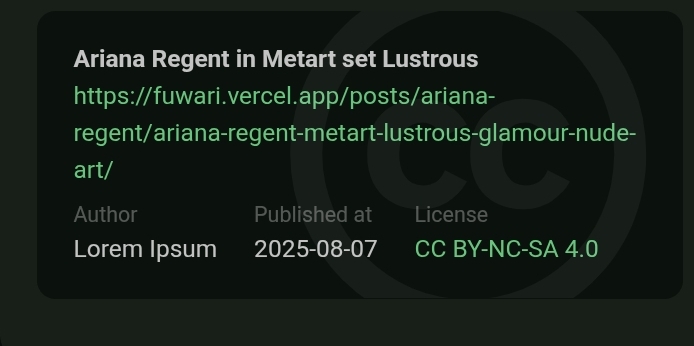 Ariana Regent in Metart set Lustrous
https://fuwari.vercel.app/posts/ariana-
regent/ariana-regent-metart-lustrous-glamour-nude-
art/
Author Published at License
Lorem Ipsum 2025-08-07 CC BY-NC-SA 4.0
cc